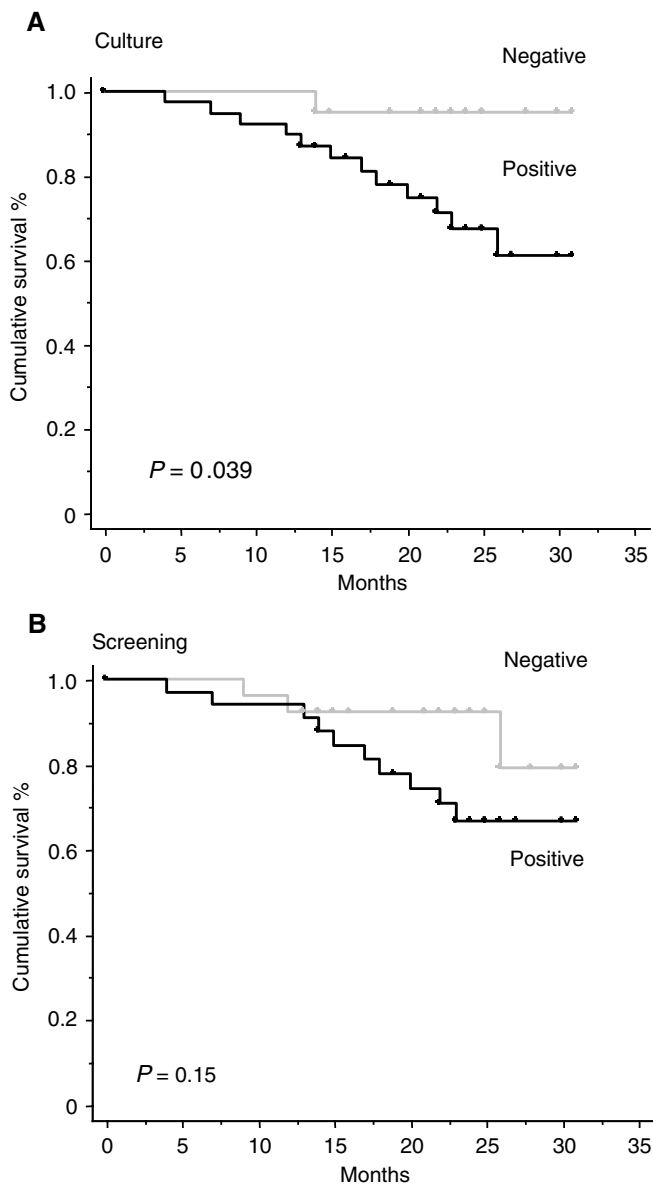 A
Culture
Negative
Positive
Cumulative survival %
1.0
0.8
0.6
0.4
0.2
0
P = 0.039
0 5 10 15 20 25 30 35
Months
B
Screening
Negative
Positive
Cumulative survival %
1.0
0.8
0.6
0.4
0.2
0
P = 0.15
0 5 10 15 20 25 30 35
Months